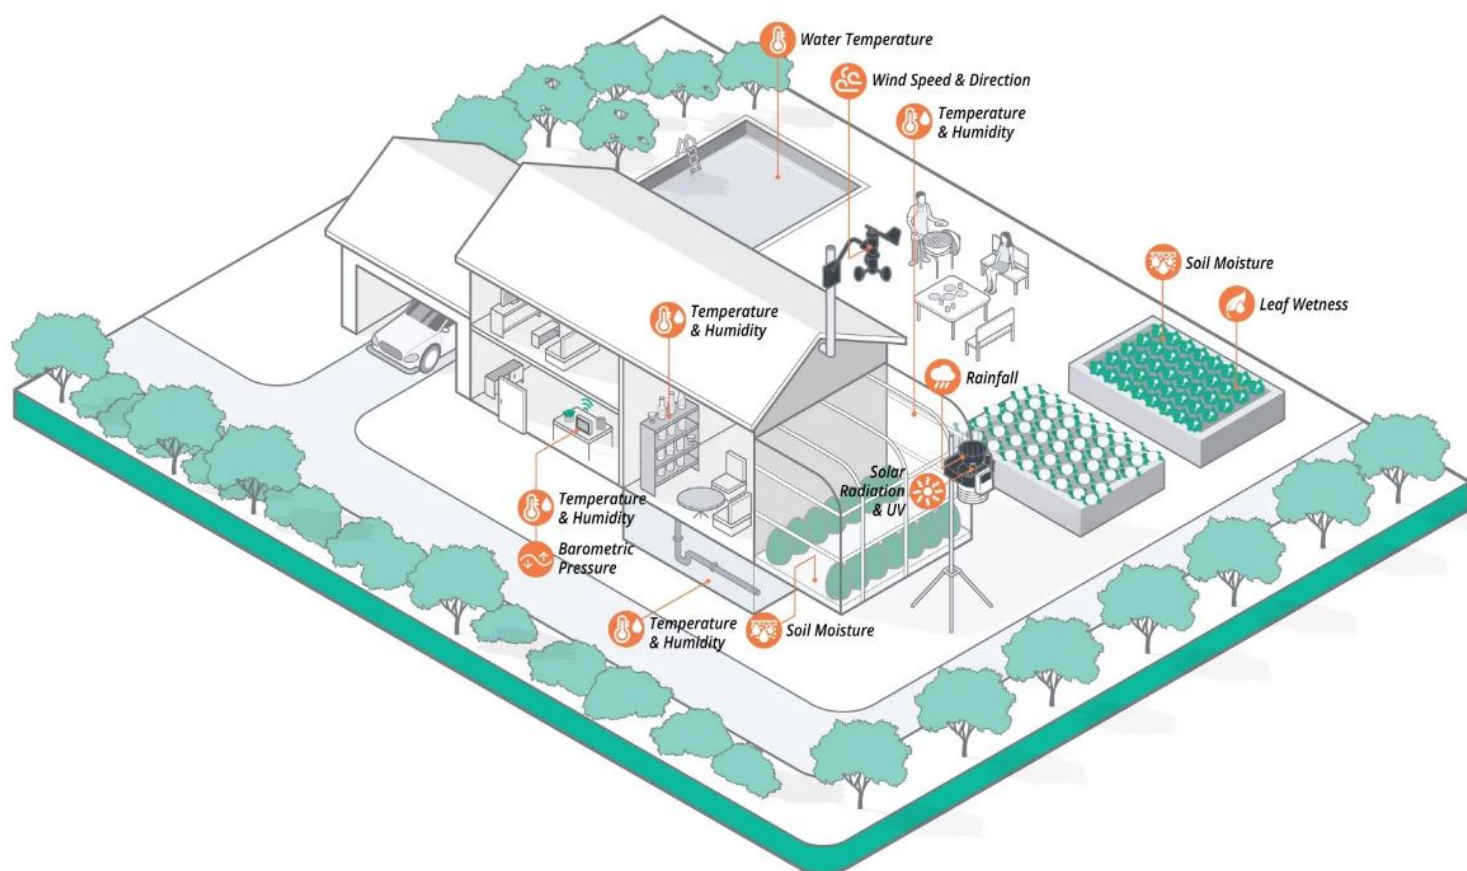 Water Temperature
Wind Speed & Direction
Temperature
& Humidity
Soil Moisture
Leaf Wetness
Temperature
& Humidity
Rainfall
Solar
Radiation
& UV
Temperature
& Humidity
Barometric
Pressure
Temperature
& Humidity
Soil Moisture